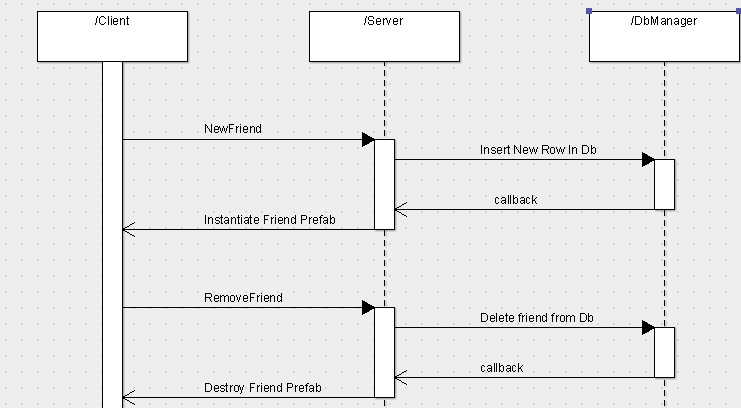 /Client
/Server
/DbManager
NewFriend
Insert New Row In Db
callback
Instantiate Friend Prefab
RemoveFriend
Delete friend from Db
callback
Destroy Friend Prefab